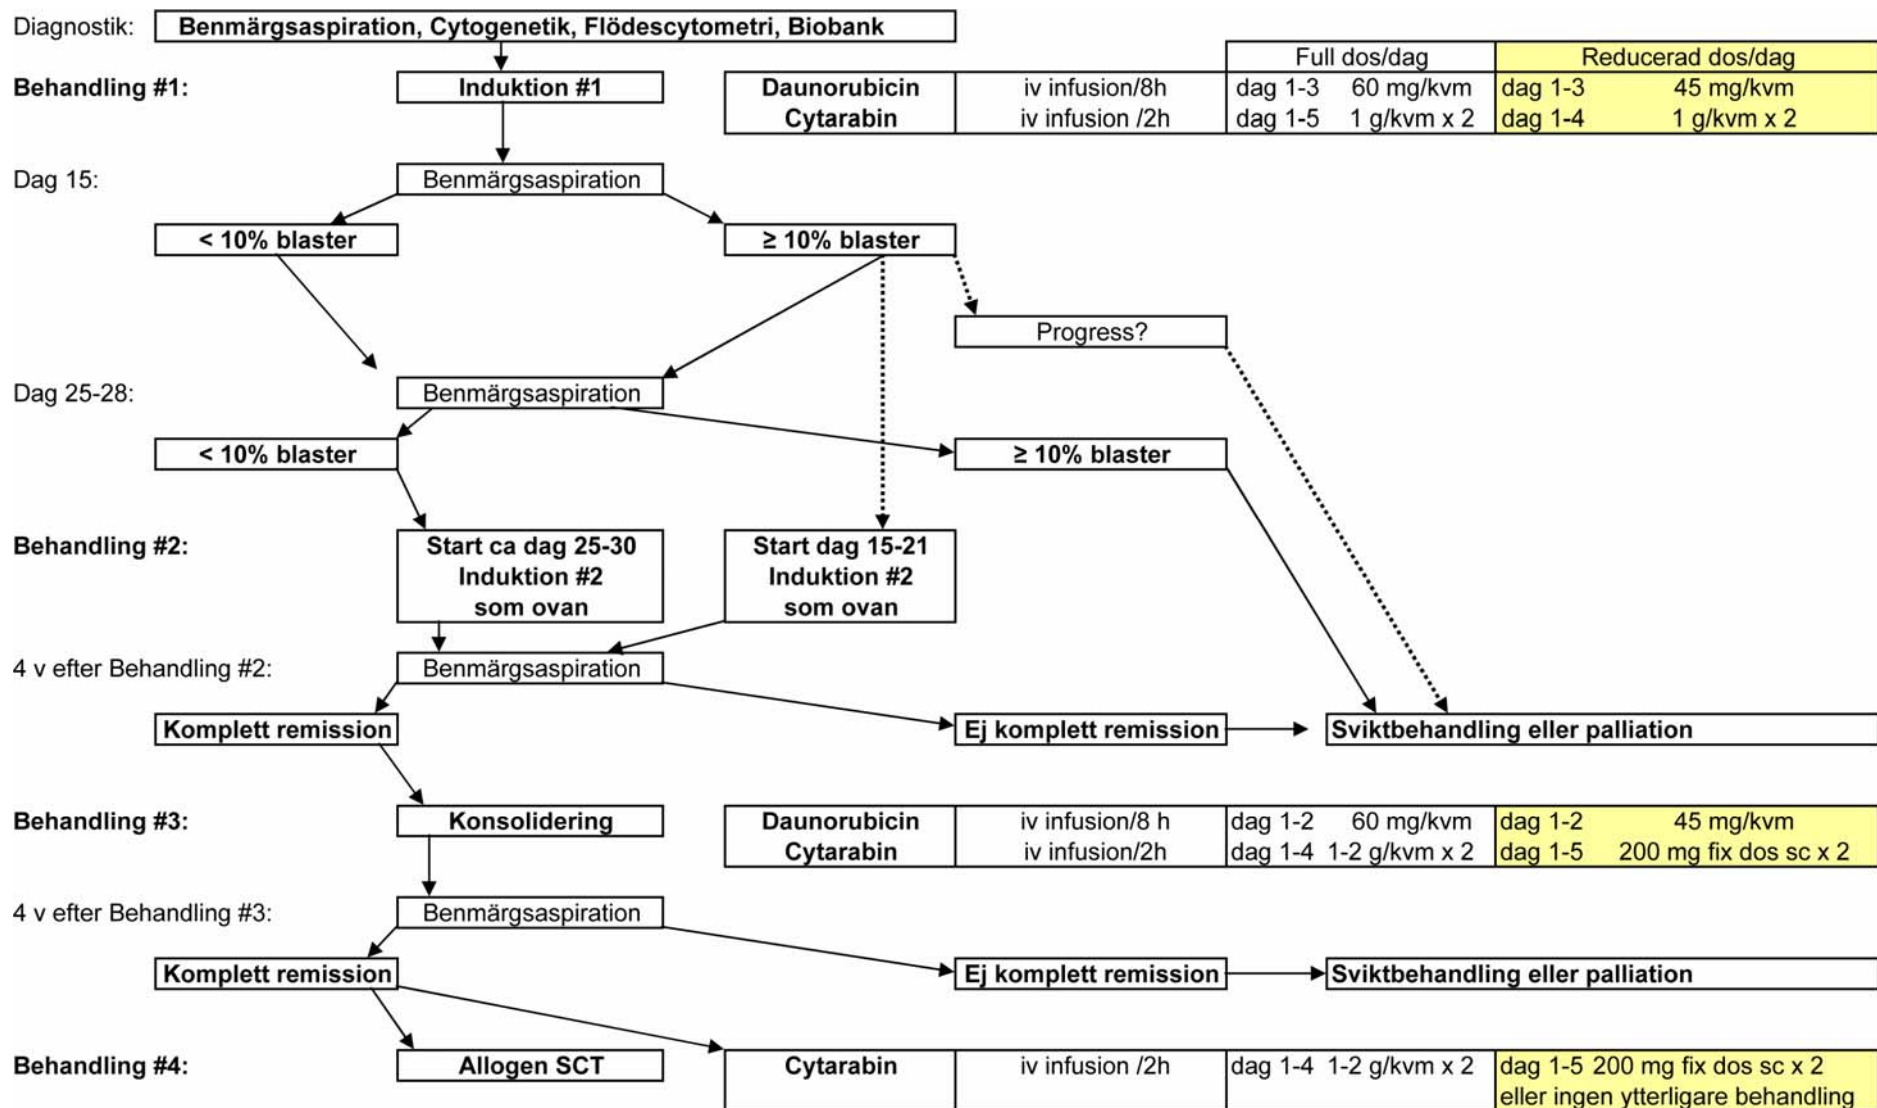 Diagnostik: Benmärgsaspiration, Cytogenetik, Flödescytometri, Biobank
Full dos/dag Reducerad dos/dag
Behandling #1: Induktion #1 Daunorubicin iv infusion/8h dag 1-3 60 mg/kvm dag 1-3 45 mg/kvm
Cytarabin iv infusion /2h dag 1-5 1 g/kvm x 2 dag 1-4 1 g/kvm x 2
Dag 15: Benmärgsaspiration
< 10% blaster ≥ 10% blaster
Progress?
Dag 25-28: Benmärgsaspiration
< 10% blaster ≥ 10% blaster
Behandling #2: Start ca dag 25-30 Start dag 15-21
Induktion #2 Induktion #2
som ovan som ovan
4 v efter Behandling #2: Benmärgsaspiration
Komplett remission Ej komplett remission Sviktbehandling eller palliation
Behandling #3: Konsolidering Daunorubicin iv infusion/8 h dag 1-2 60 mg/kvm dag 1-2 45 mg/kvm
Cytarabin iv infusion/2h dag 1-4 1-2 g/kvm x 2 dag 1-5 200 mg fix dos sc x 2
4 v efter Behandling #3: Benmärgsaspiration
Komplett remission Ej komplett remission Sviktbehandling eller palliation
Behandling #4: Allogen SCT Cytarabin iv infusion /2h dag 1-4 1-2 g/kvm x 2 dag 1-5 200 mg fix dos sc x 2
eller ingen ytterligare behandling